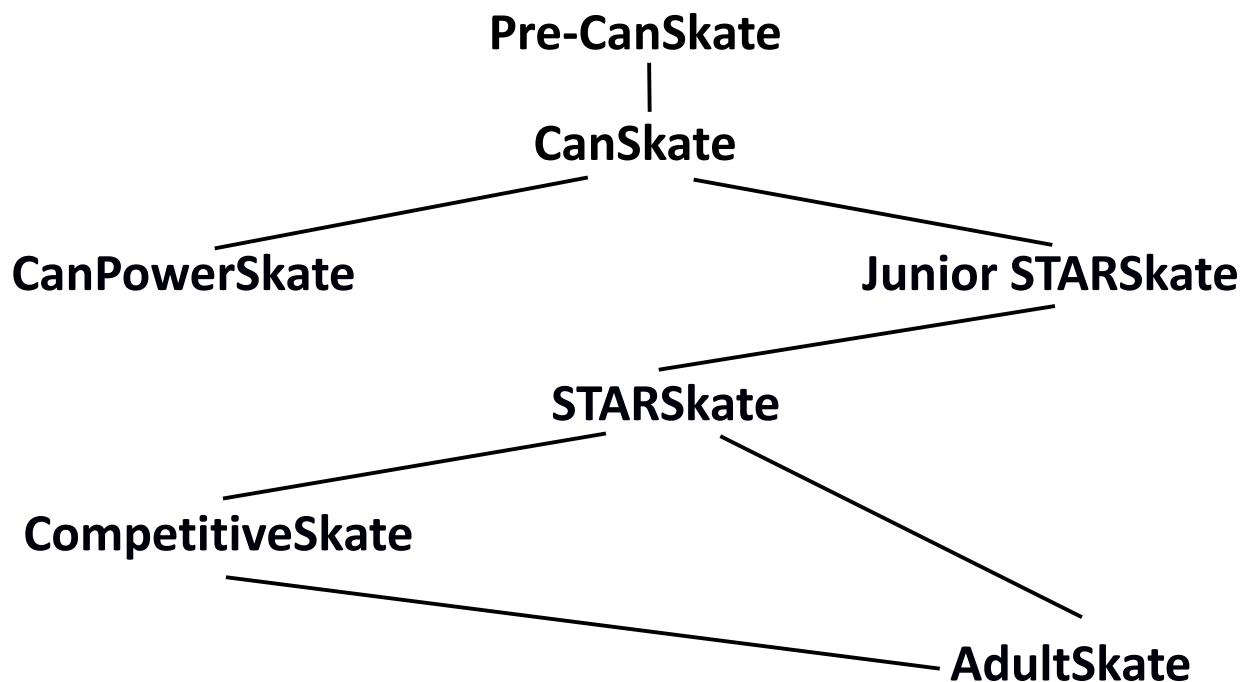 Pre-CanSkate
CanSkate
CanPowerSkate
Junior STARSkate
STARSkate
CompetitiveSkate
AdultSkate